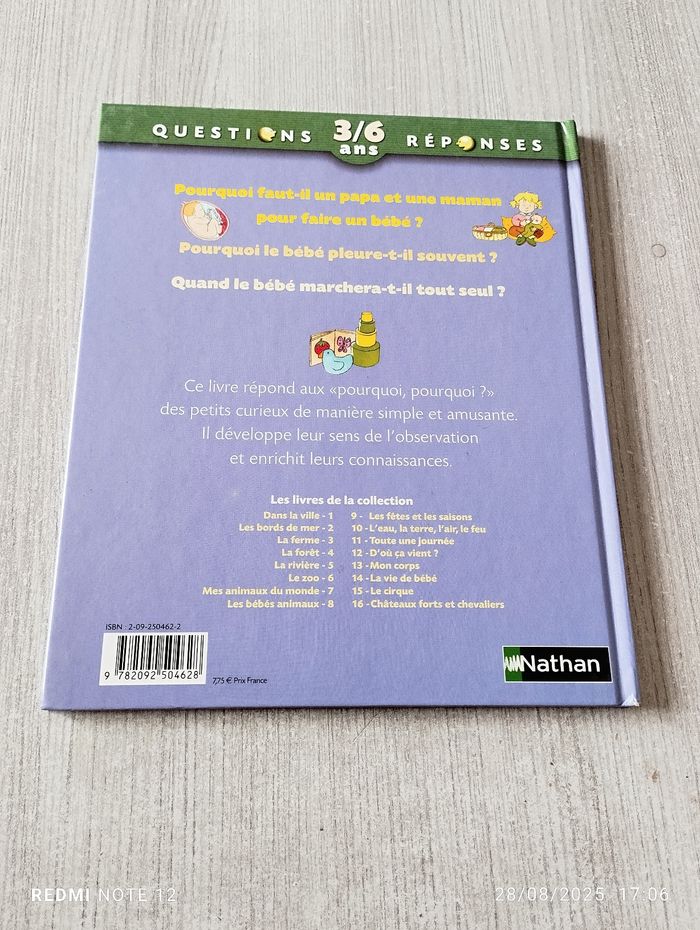 QUESTIONS 3/6 ans RÉPONSES
Pourquoi faut-il un papa et une maman
pour faire un bébé ?
Pourquoi le bébé pleure-t-il souvent ?
Quand le bébé marchera-t-il tout seul ?
Ce livre répond aux «pourquoi, pourquoi ?»
des petits curieux de manière simple et amusante.
Il développe leur sens de l'observation
et enrichit leurs connaissances.
Les livres de la collection
Dans la ville - 1
Les bords de mer - 2
La ferme - 3
La forêt - 4
La rivière - 5
Le zoo - 6
Mes animaux du monde - 7
Les bébés animaux - 8
9 - Les fêtes et les saisons
10 - L'eau, la terre, l'air, le feu
11 - Toute une journée
12 - D'où ça vient ?
13 - Mon corps
14 - La vie de bébé
15 - Le cirque
16 - Châteaux forts et chevaliers
ISBN : 2-09-250462-2
9 782092 504628
7,75 € Prix France
Nathan
REDMI NOTE 12
28/08/2025 17:06